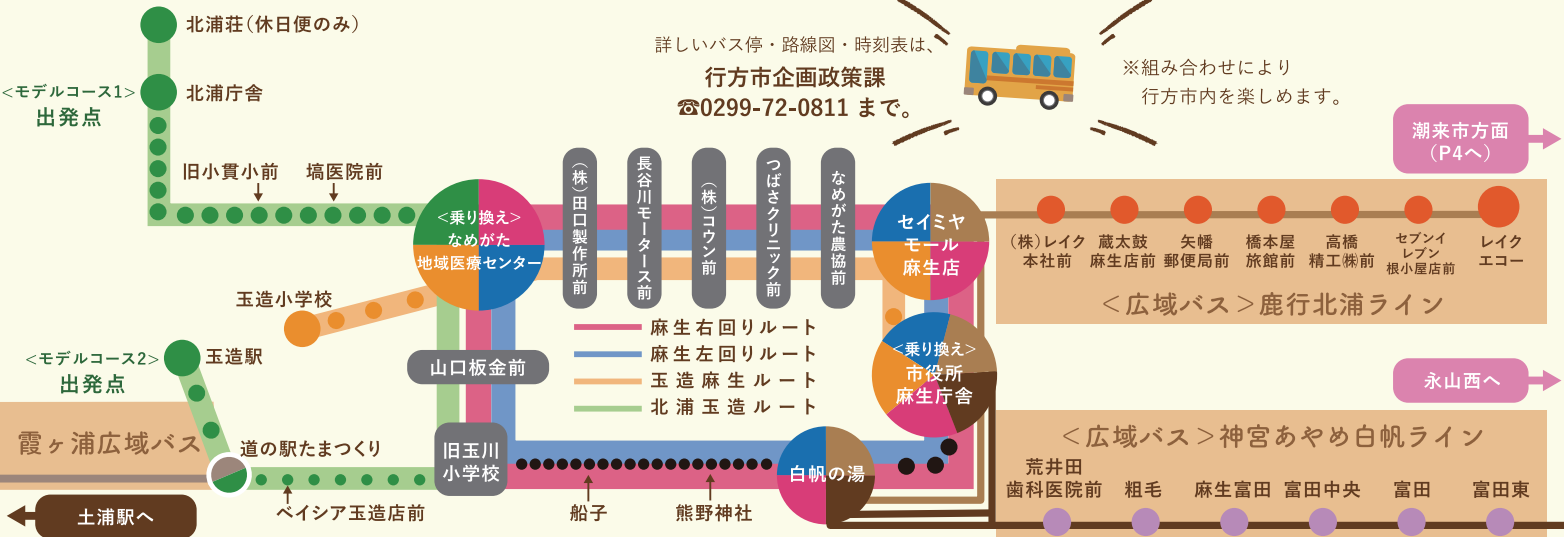 北浦荘(休日便のみ)
<モデルコース1>
出発点
北浦庁舎
旧小貫小前
塙医院前
詳しいバス停・路線図・時刻表は、
行方市企画政策課
☎0299-72-0811 まで。
※組み合わせにより
行方市内を楽しめます。
潮来市方面
(P4へ)
<乗り換え>
なめがた
地域医療センター
(株)田口製作所前
長谷川モータース前
(株)コウン前
つばさクリニック前
なめがた農協前
セイミヤ
モール
麻生店
(株)レイク
本社前
蔵太鼓
麻生店前
矢幡
郵便局前
橋本屋
旅館前
高橋
精工㈱前
セブンイ
レブン
根小屋店前
レイク
エコー
<広域バス>鹿行北浦ライン
玉造小学校
麻生右回りルート
麻生左回りルート
玉造麻生ルート
北浦玉造ルート
<乗り換え>
市役所
麻生庁舎
<モデルコース2>
出発点
玉造駅
山口板金前
永山西へ
霞ヶ浦広域バス
道の駅たまつくり
旧玉川
小学校
白帆の湯
<広域バス>神宮あやめ白帆ライン
荒井田
歯科医院前
粗毛
麻生富田
富田中央
富田
富田東
土浦駅へ
ベイシア玉造店前
船子
熊野神社